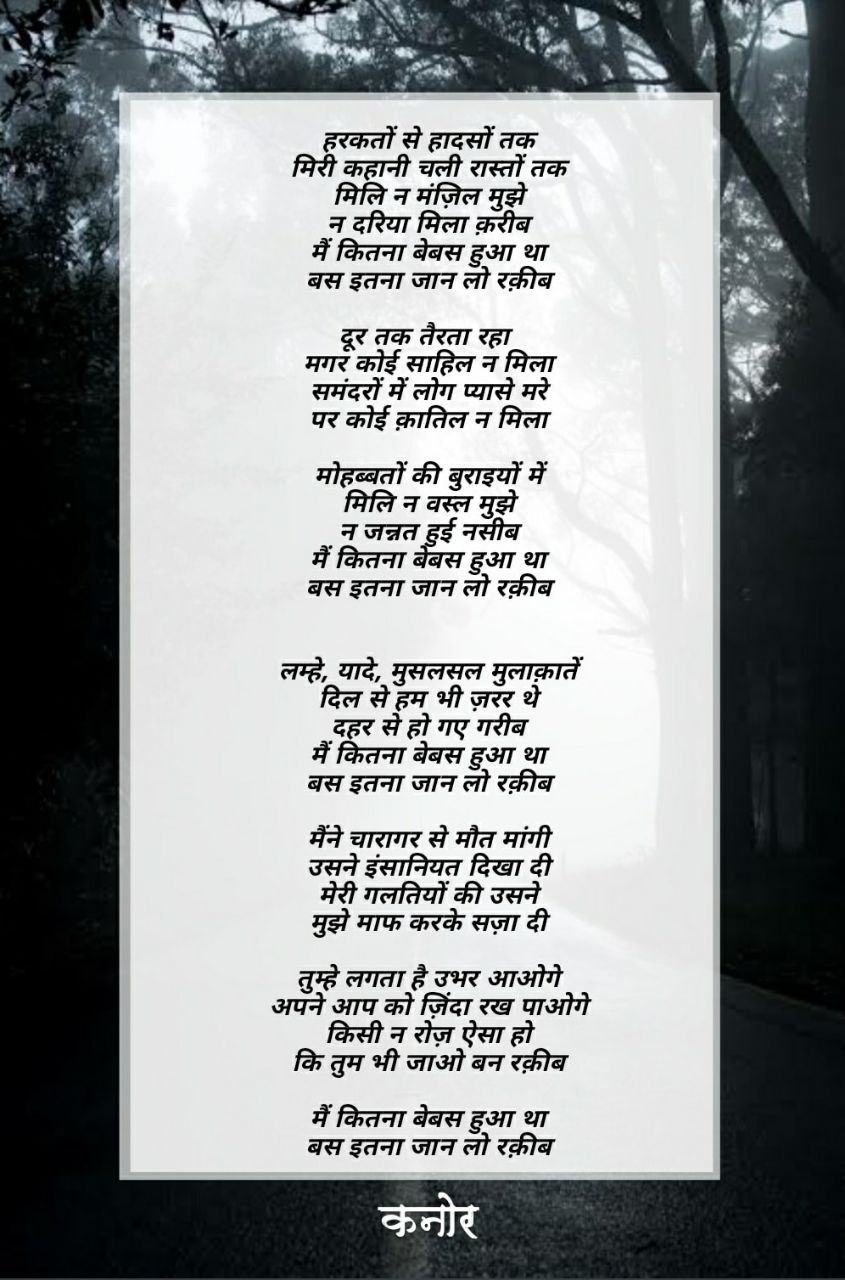 हरकतों से हादसों तक
मिरी कहानी चली रास्तों तक
मिलि न मंज़िल मुझे
न दरिया मिला क़रीब
मैं कितना बेबस हुआ था
बस इतना जान लो रक़ीब
दूर तक तैरता रहा
मगर कोई साहिल न मिला
समंदरों में लोग प्यासे मरे
पर कोई क़ातिल न मिला
मोहब्बतों की बुराइयों में
मिलि न वस्ल मुझे
न जन्नत हुई नसीब
मैं कितना बेबस हुआ था
बस इतना जान लो रक़ीब
लम्हे, यादे, मुसलसल मुलाक़ातें
दिल से हम भी ज़रर थे
दहर से हो गए गरीब
मैं कितना बेबस हुआ था
बस इतना जान लो रक़ीब
मैंने चारागर से मौत मांगी
उसने इंसानियत दिखा दी
मेरी गलतियों की उसने
मुझे माफ करके सज़ा दी
तुम्हे लगता है उभर आओगे
अपने आप को ज़िंदा रख पाओगे
किसी न रोज़ ऐसा हो
कि तुम भी जाओ बन रक़ीब
मैं कितना बेबस हुआ था
बस इतना जान लो रक़ीब
कनोर